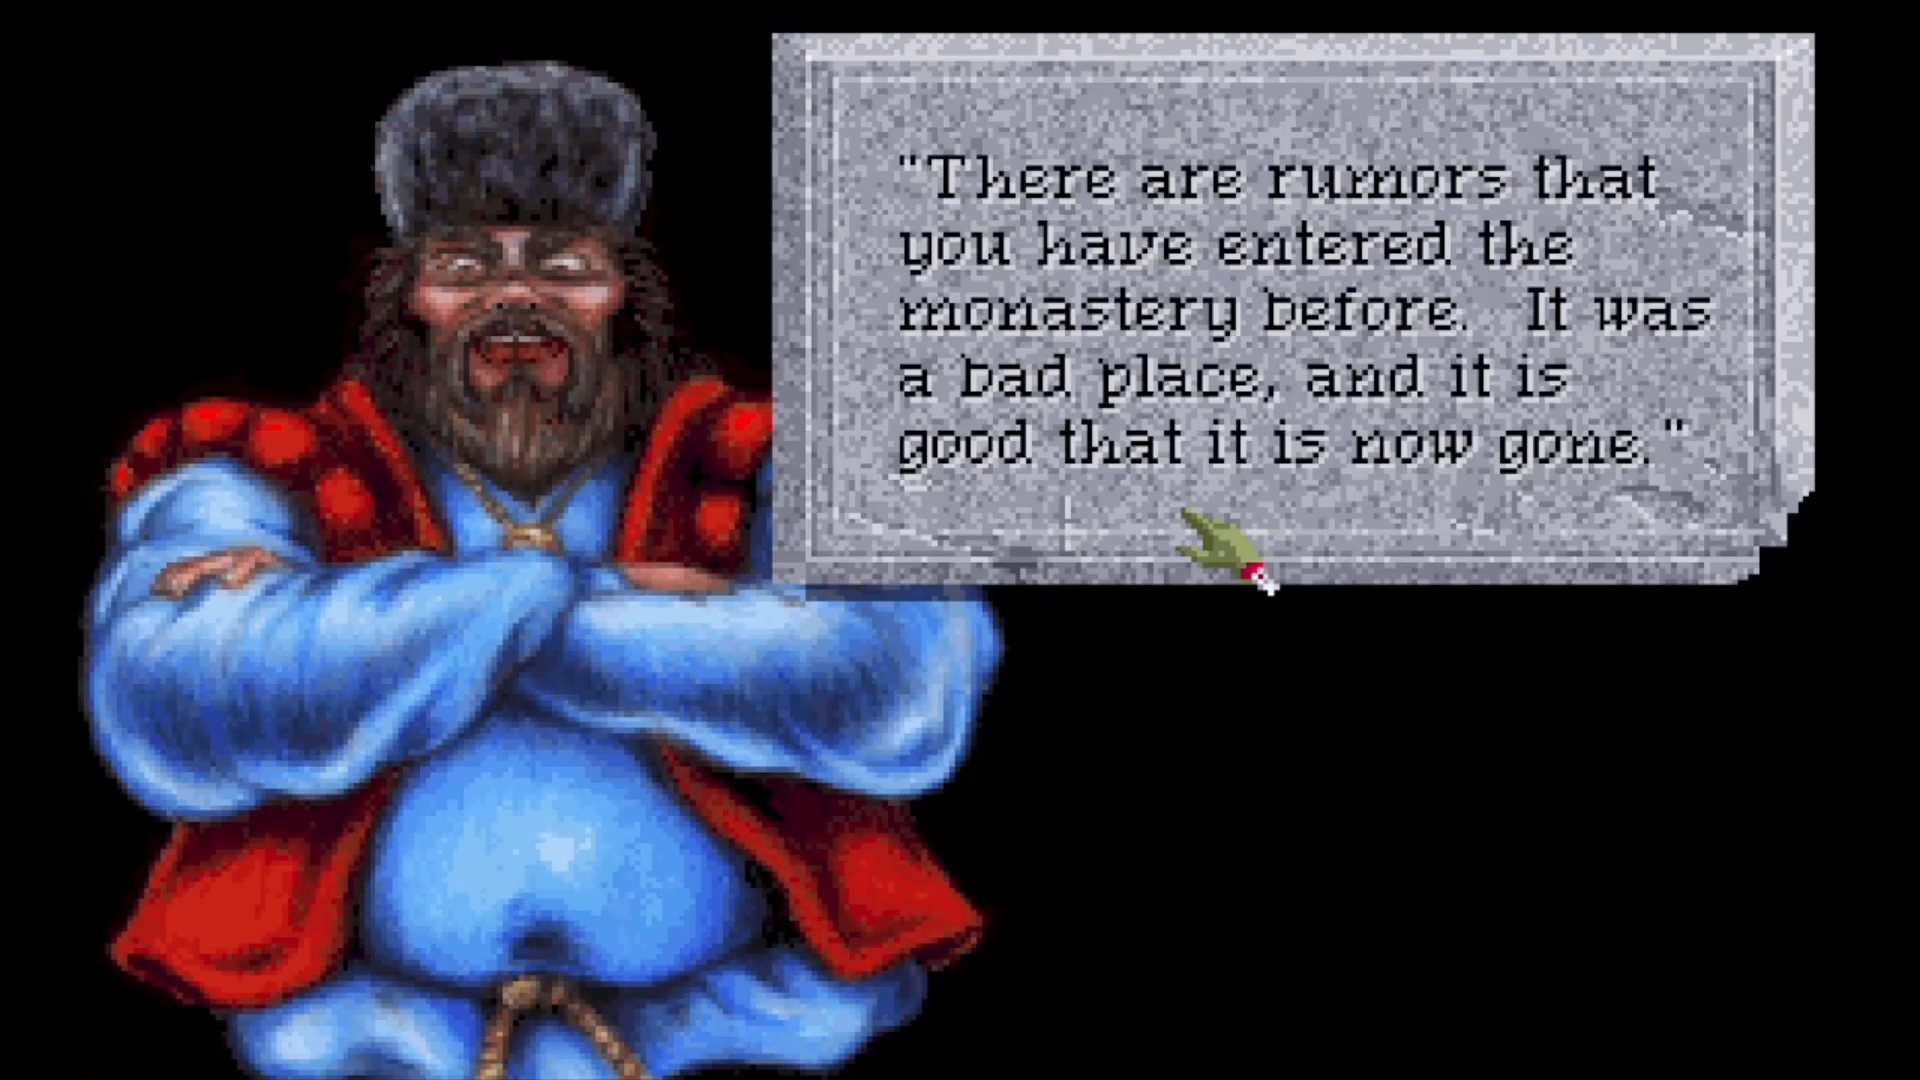 "There are rumors that
you have entered the
monastery before.  It was
a bad place, and it is
good that it is now gone."